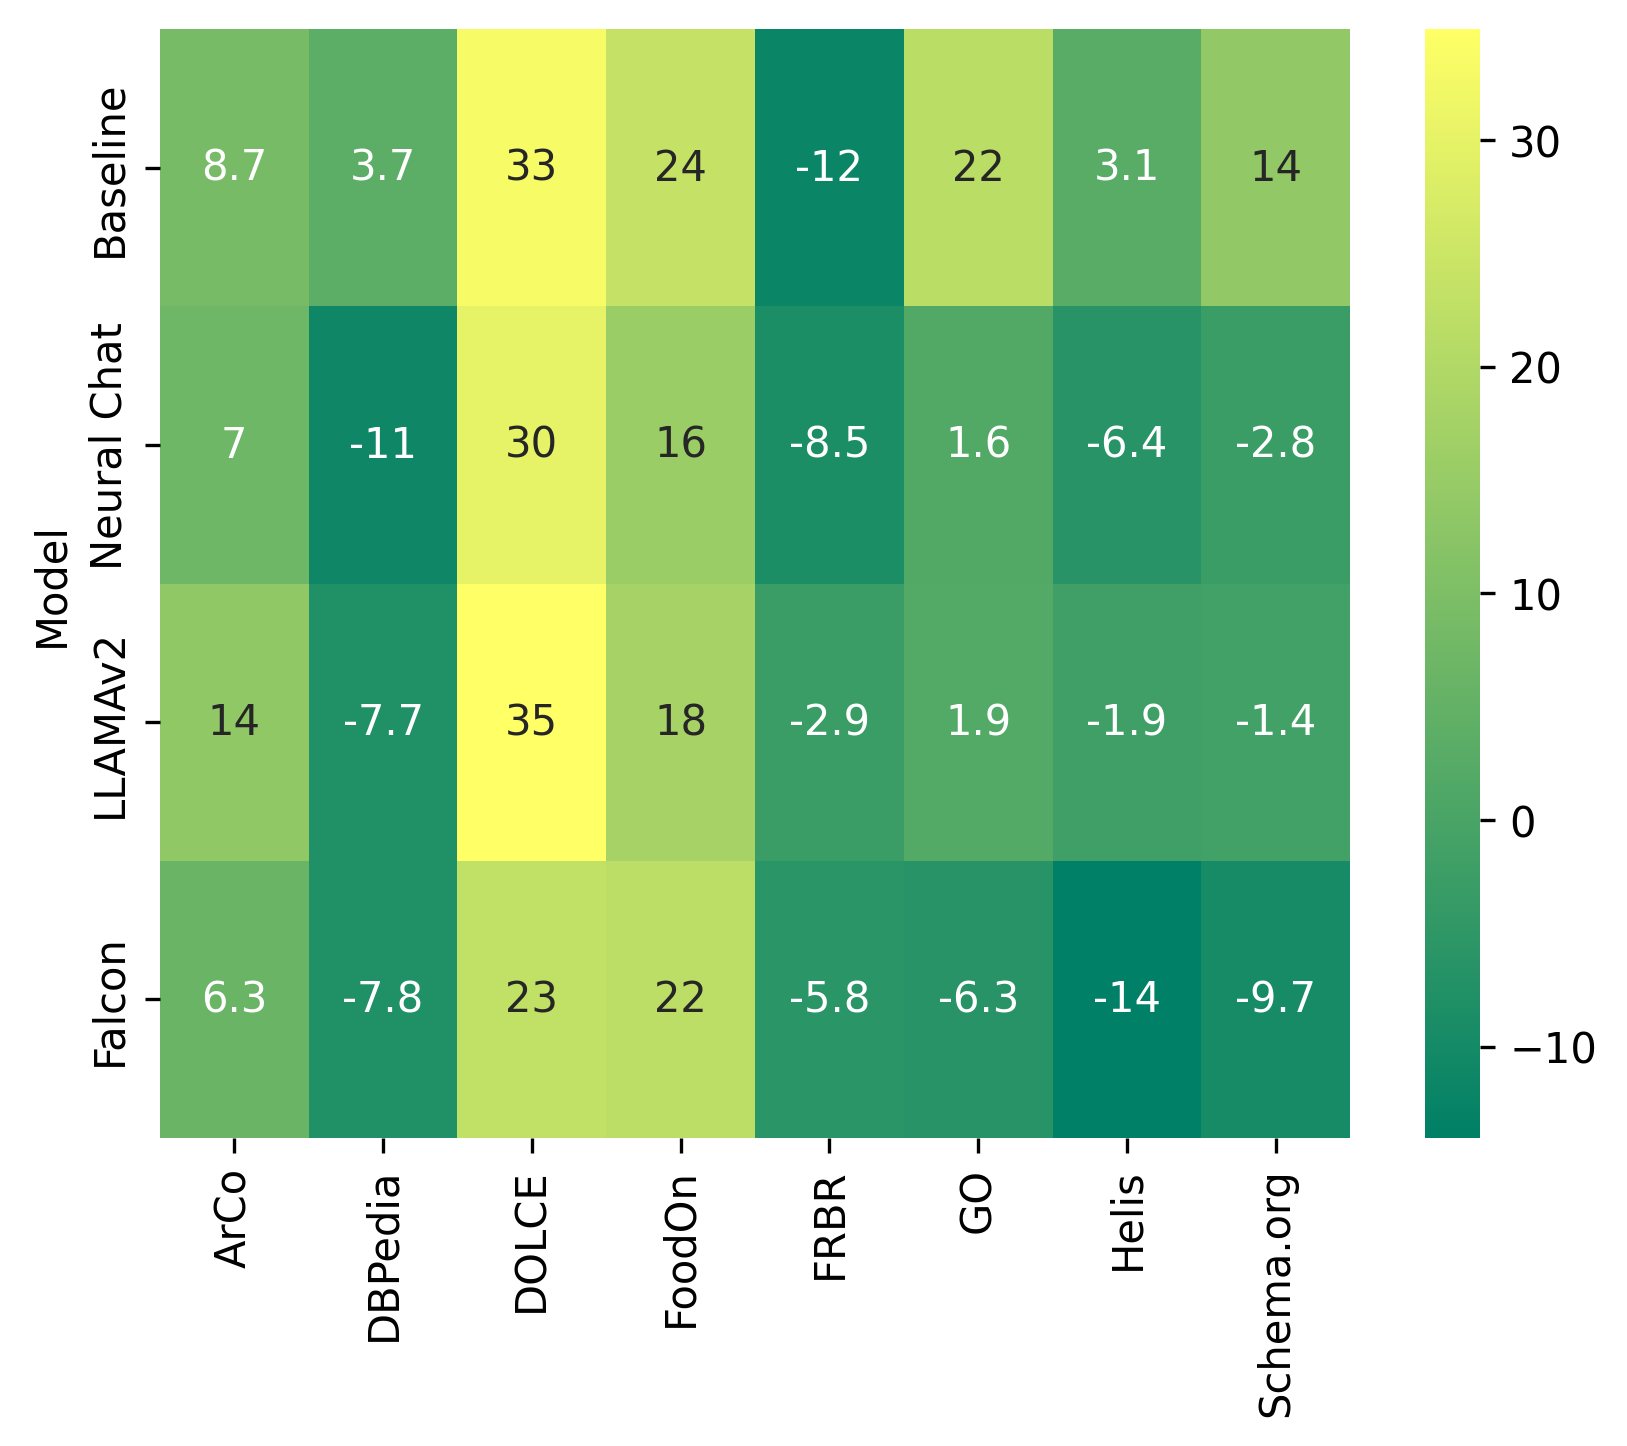 Model
Baseline
8.7 3.7 33 24 -12 22 3.1 14
Neural Chat
7 -11 30 16 -8.5 1.6 -6.4 -2.8
LLAMAv2
14 -7.7 35 18 -2.9 1.9 -1.9 -1.4
Falcon
6.3 -7.8 23 22 -5.8 -6.3 -14 -9.7
ArCo
DBPedia
DOLCE
FoodOn
FRBR
GO
Helis
Schema.org
30
20
10
0
−10